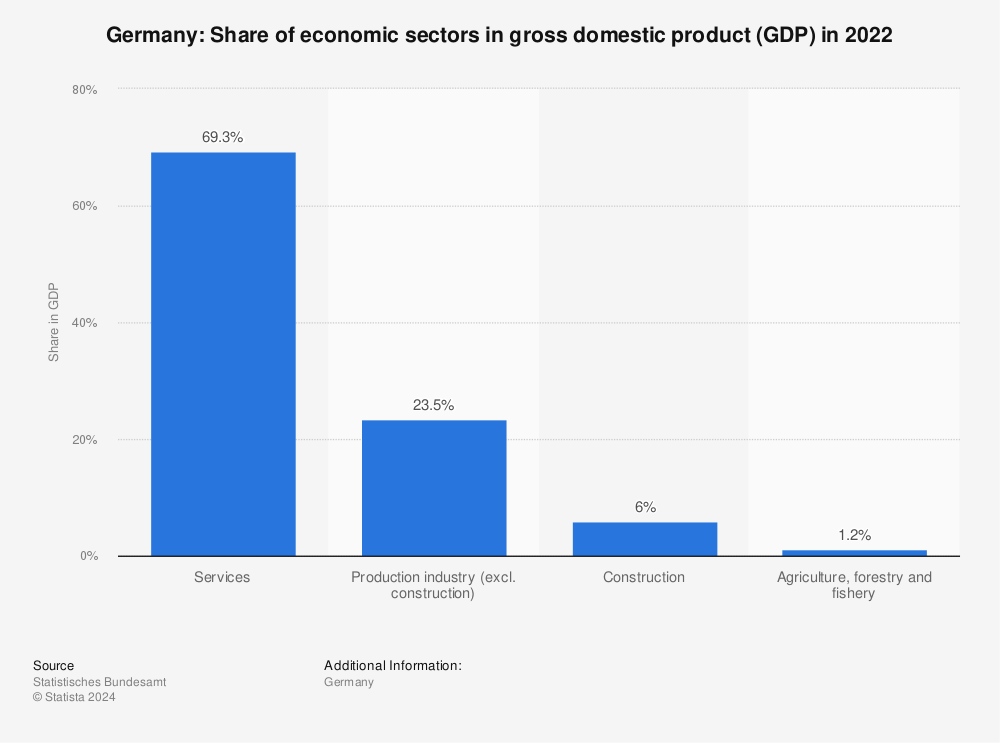 Germany: Share of economic sectors in gross domestic product (GDP) in 2022
80%
60%
40%
20%
0%
Share in GDP
69.3%
23.5%
6%
1.2%
Services
Production industry (excl.
construction)
Construction
Agriculture, forestry and
fishery
Source
Statistisches Bundesamt
© Statista 2024
Additional Information:
Germany